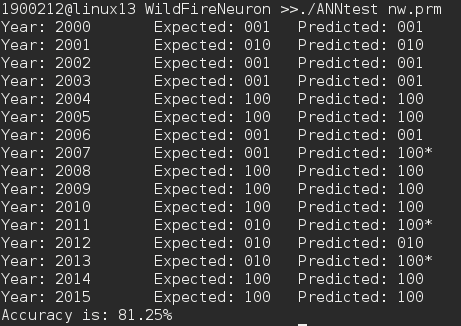 1900212@linux13 WildFireNeuron >>./ANNtest nw.prm
Year: 2000 Expected: 001 Predicted: 001
Year: 2001 Expected: 010 Predicted: 010
Year: 2002 Expected: 001 Predicted: 001
Year: 2003 Expected: 001 Predicted: 001
Year: 2004 Expected: 100 Predicted: 100
Year: 2005 Expected: 100 Predicted: 100
Year: 2006 Expected: 001 Predicted: 001
Year: 2007 Expected: 001 Predicted: 100*
Year: 2008 Expected: 100 Predicted: 100
Year: 2009 Expected: 100 Predicted: 100
Year: 2010 Expected: 100 Predicted: 100
Year: 2011 Expected: 010 Predicted: 100*
Year: 2012 Expected: 010 Predicted: 010
Year: 2013 Expected: 010 Predicted: 100*
Year: 2014 Expected: 100 Predicted: 100
Year: 2015 Expected: 100 Predicted: 100
Accuracy is: 81.25%